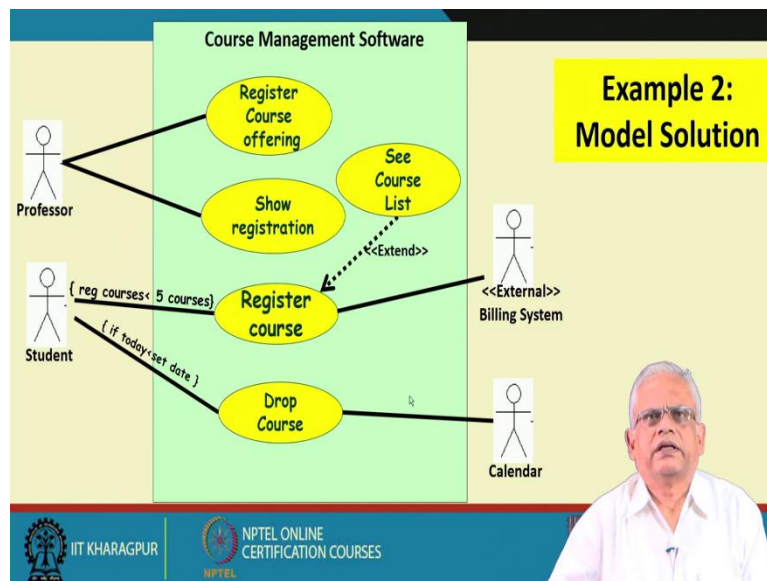 Course Management Software
Example 2:
Model Solution
Register
Course
offering
See
Course
List
Professor
Show
registration
<<Extend>>
{ reg courses< 5 courses}
Register
course
<<External>>
Billing System
Student
{ if today<set date }
Drop
Course
Calendar
IIT KHARAGPUR
NPTEL
NPTEL ONLINE
CERTIFICATION COURSES